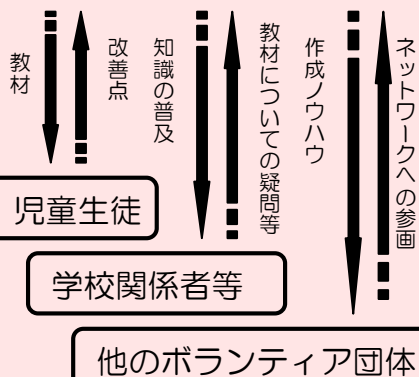 教材
改善点
知識の普及
教材についての疑問等
作成ノウハウ
ネットワークへの参画
児童生徒
学校関係者等
他のボランティア団体